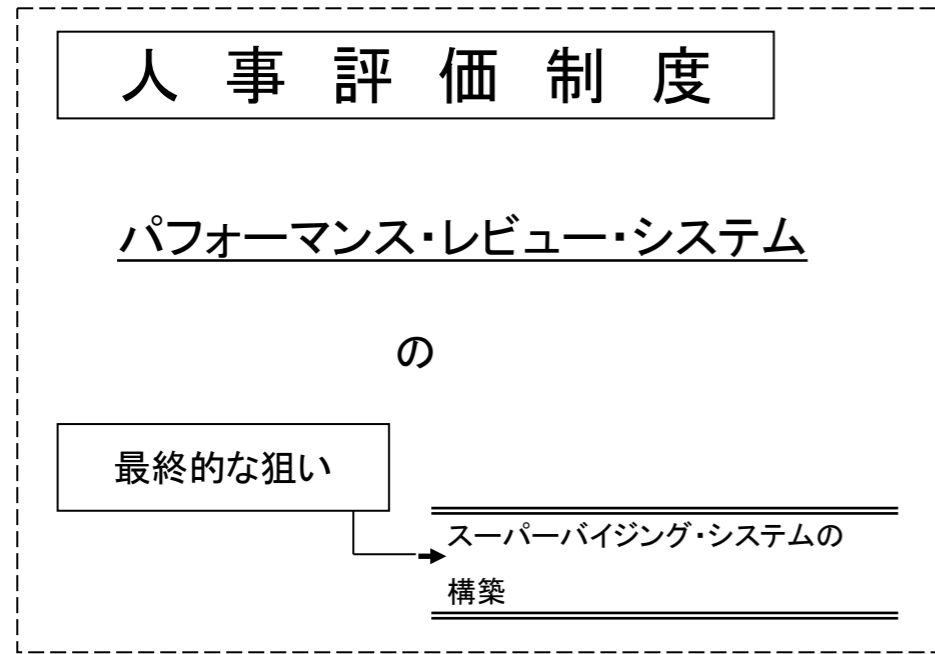 人 事 評 価 制 度
パフォーマンス・レビュー・システム
の
最終的な狙い
スーパーバイジング・システムの
構築